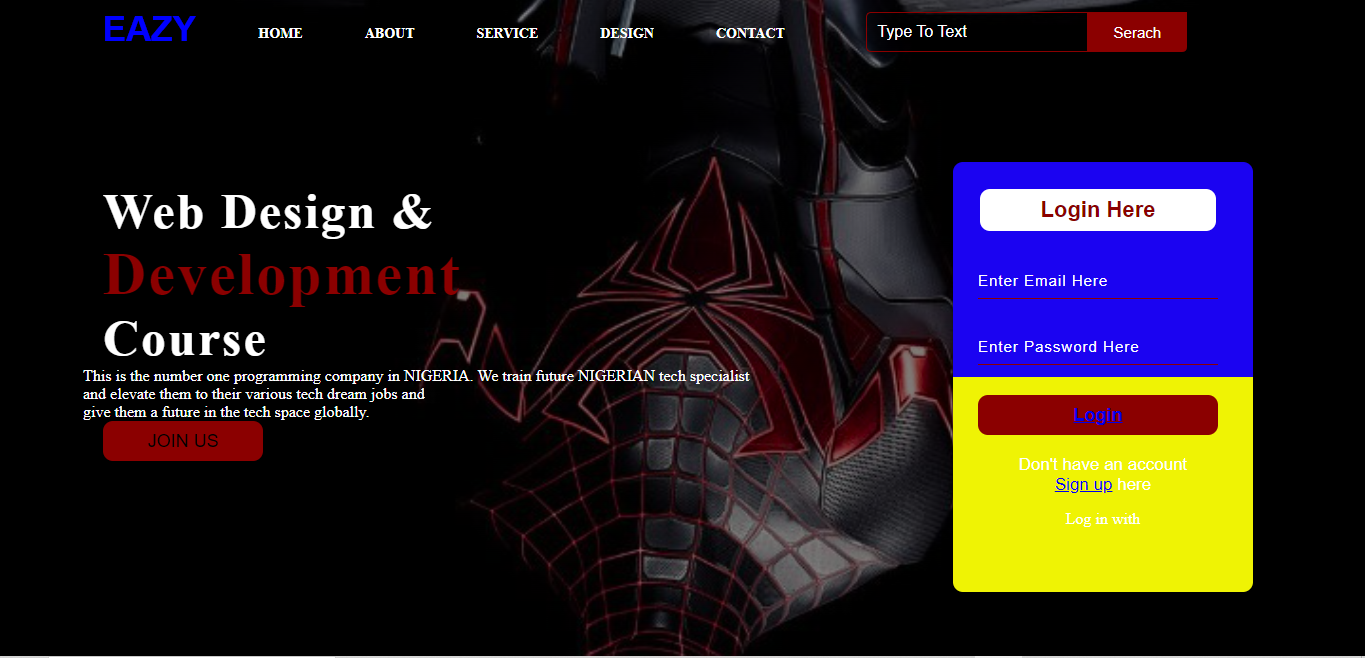 EAZY HOME ABOUT SERVICE DESIGN CONTACT Type To Text Serach
Web Design &
Development
Course
This is the number one programming company in NIGERIA. We train future NIGERIAN tech specialist
and elevate them to their various tech dream jobs and
give them a future in the tech space globally.
JOIN US
Login Here
Enter Email Here
Enter Password Here
Login
Don't have an account
Sign up here
Log in with